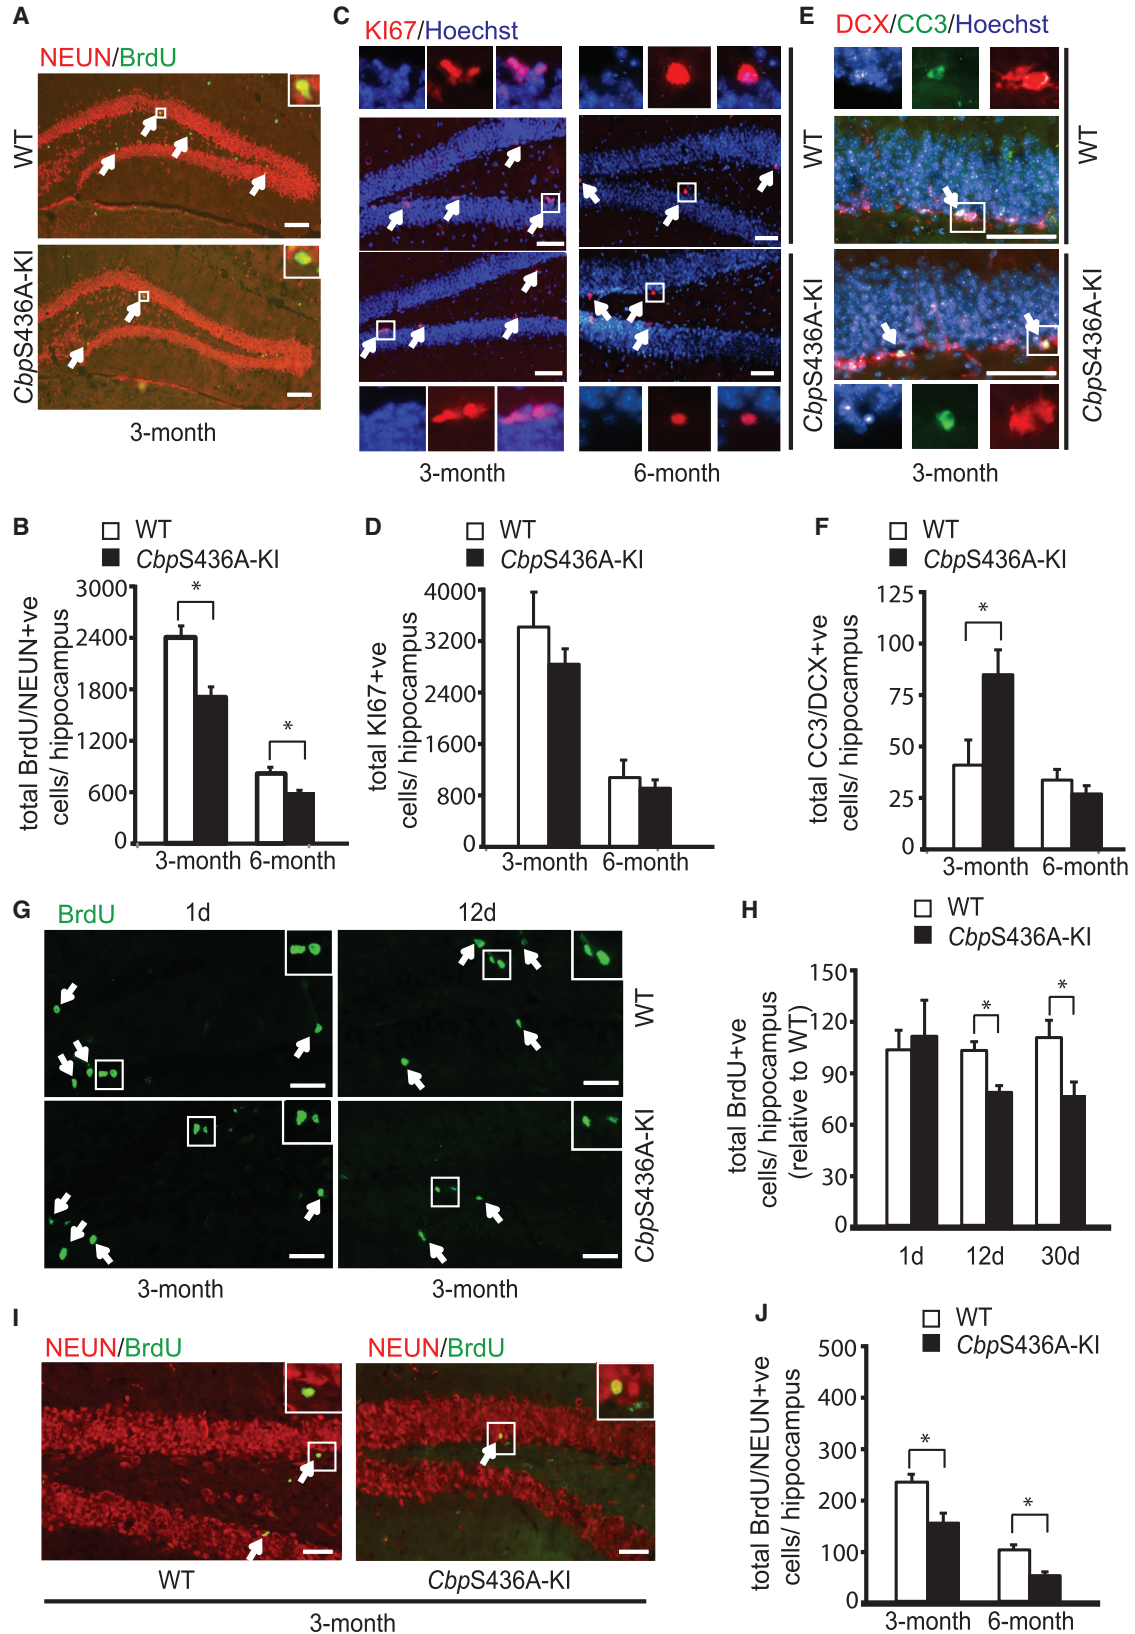 A
NEUN/BrdU
WT
CbpS436A-KI
3-month
C
KI67/Hoechst
WT
CbpS436A-KI
3-month
6-month
E
DCX/CC3/Hoechst
WT
CbpS436A-KI
3-month
B
WT
CbpS436A-KI
total BrdU/NEUN+ve
cells/ hippocampus
3000
2400
1800
1200
600
0
*
*
3-month
6-month
D
WT
CbpS436A-KI
total KI67+ve
cells/ hippocampus
4000
3200
2400
1600
800
0
3-month
6-month
F
WT
CbpS436A-KI
total CC3/DCX+ve
cells/ hippocampus
125
100
75
50
25
0
*
3-month
6-month
G
BrdU
1d
12d
WT
CbpS436A-KI
3-month
3-month
H
WT
CbpS436A-KI
total BrdU+ve
cells/ hippocampus
(relative to WT)
150
120
90
60
30
0
*
*
1d
12d
30d
I
NEUN/BrdU
NEUN/BrdU
WT
CbpS436A-KI
3-month
J
WT
CbpS436A-KI
total BrdU/NEUN+ve
cells/ hippocampus
500
400
300
200
100
0
*
*
3-month
6-month